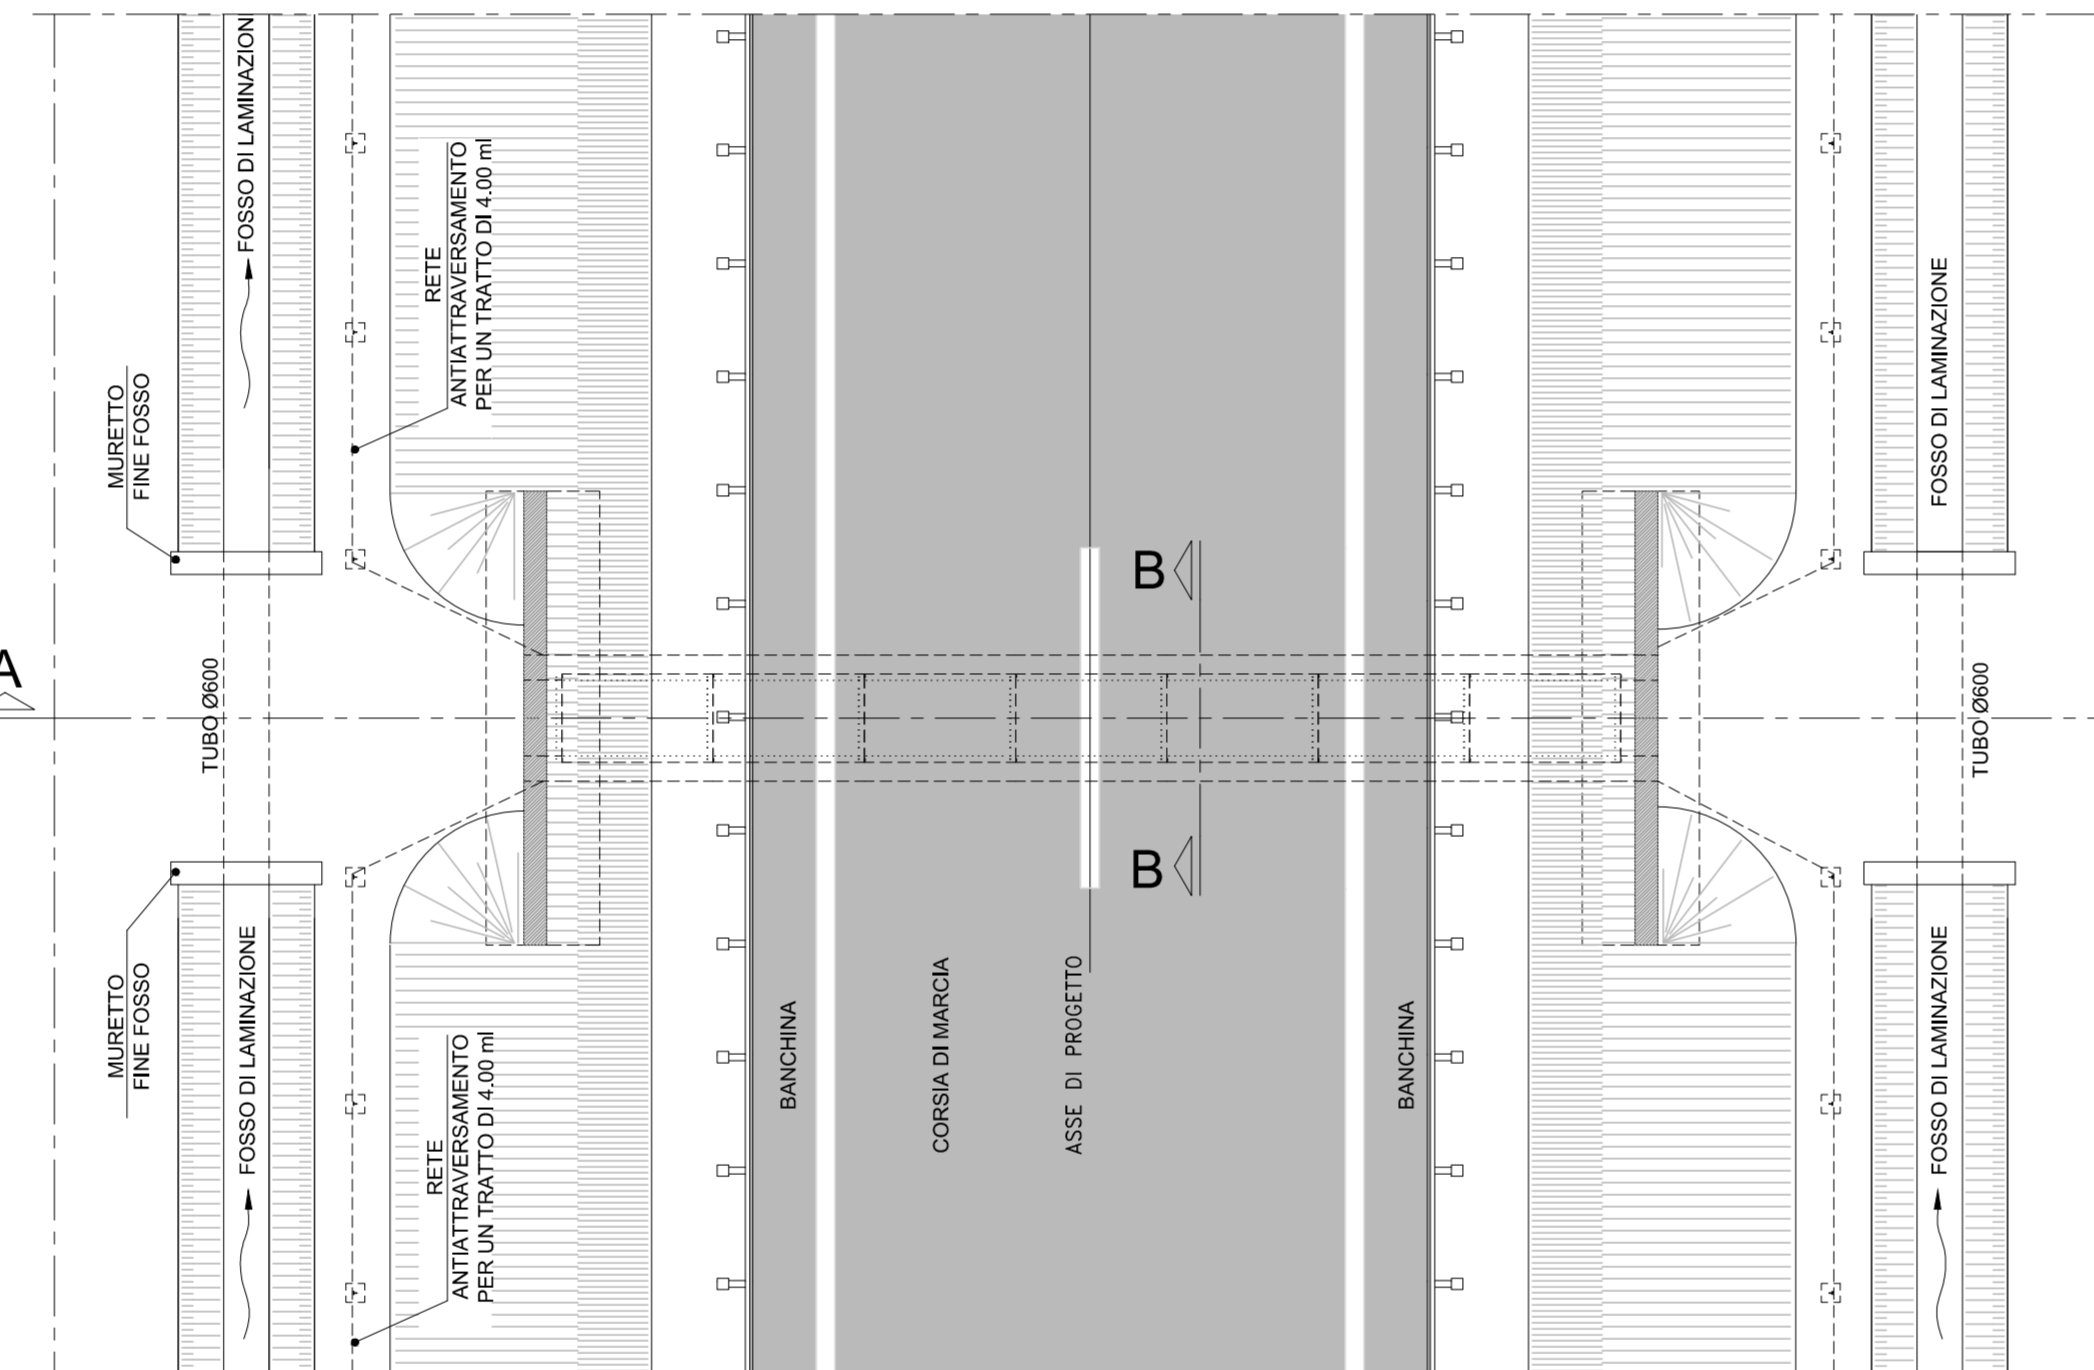 FOSSO DI LAMINAZION
RETE
ANTIATTRAVERSAMENTO
PER UN TRATTO DI 4.00 ml
MURETTO
FINE FOSSO
FOSSO DI LAMINAZIONE
B
A
TUBO Ø600
TUBO Ø600
B
MURETTO
FINE FOSSO
FOSSO DI LAMINAZIONE
RETE
ANTIATTRAVERSAMENTO
PER UN TRATTO DI 4.00 ml
BANCHINA
CORSIA DI MARCIA
ASSE DI PROGETTO
BANCHINA
FOSSO DI LAMINAZIONE